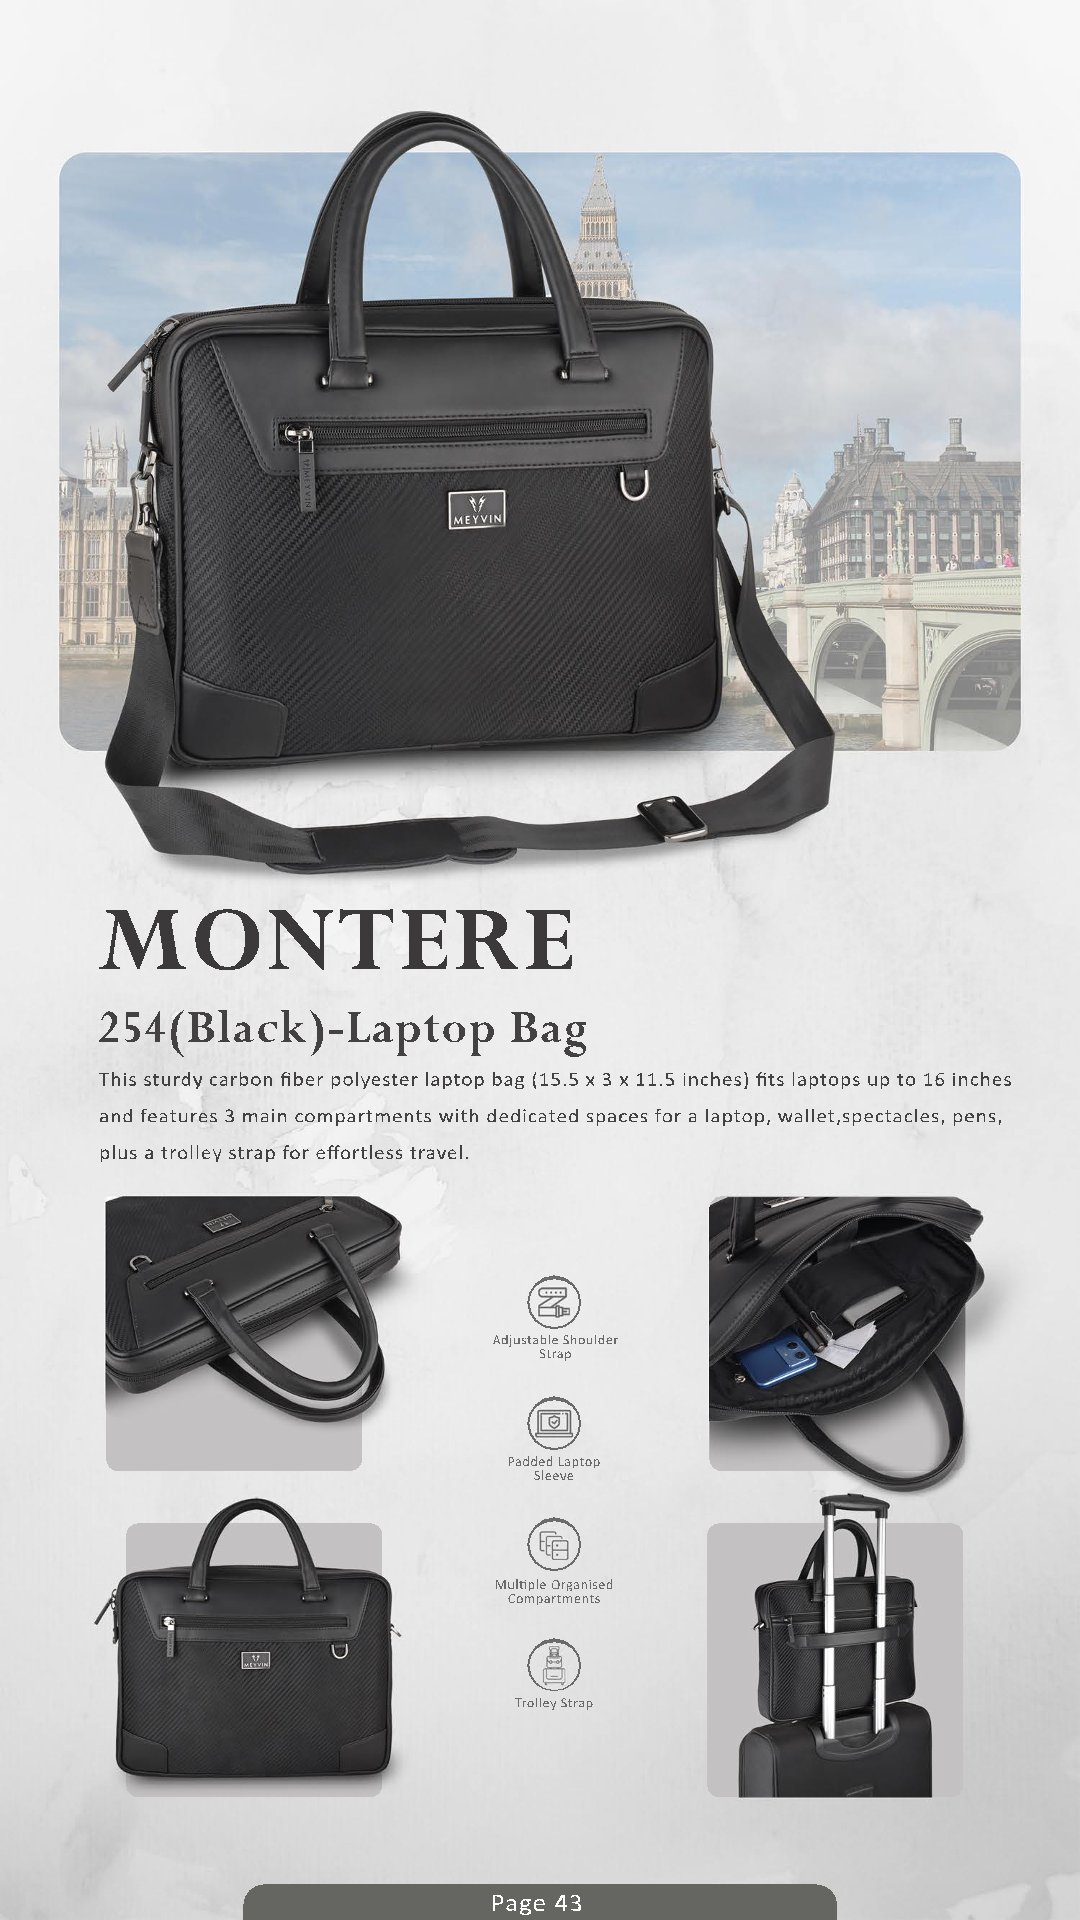 MEYVIN
MEYVIN
MONTERE
254(Black)-Laptop Bag
This sturdy carbon fiber polyester laptop bag (15.5 x 3 x 11.5 inches) fits laptops up to 16 inches
and features 3 main compartments with dedicated spaces for a laptop, wallet,spectacles, pens,
plus a trolley strap for effortless travel.
Adjustable Shoulder
Strap
Padded Laptop
Sleeve
Multiple Organised
Compartments
MEYVIN
Trolley Strap
Page 43